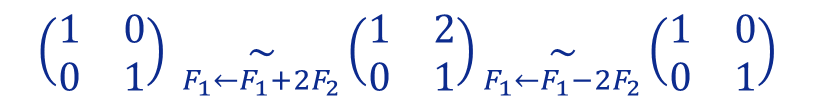 (1 0
0 1) ~ F₁←F₁+2F₂ (1 2
0 1) ~ F₁←F₁−2F₂ (1 0
0 1)